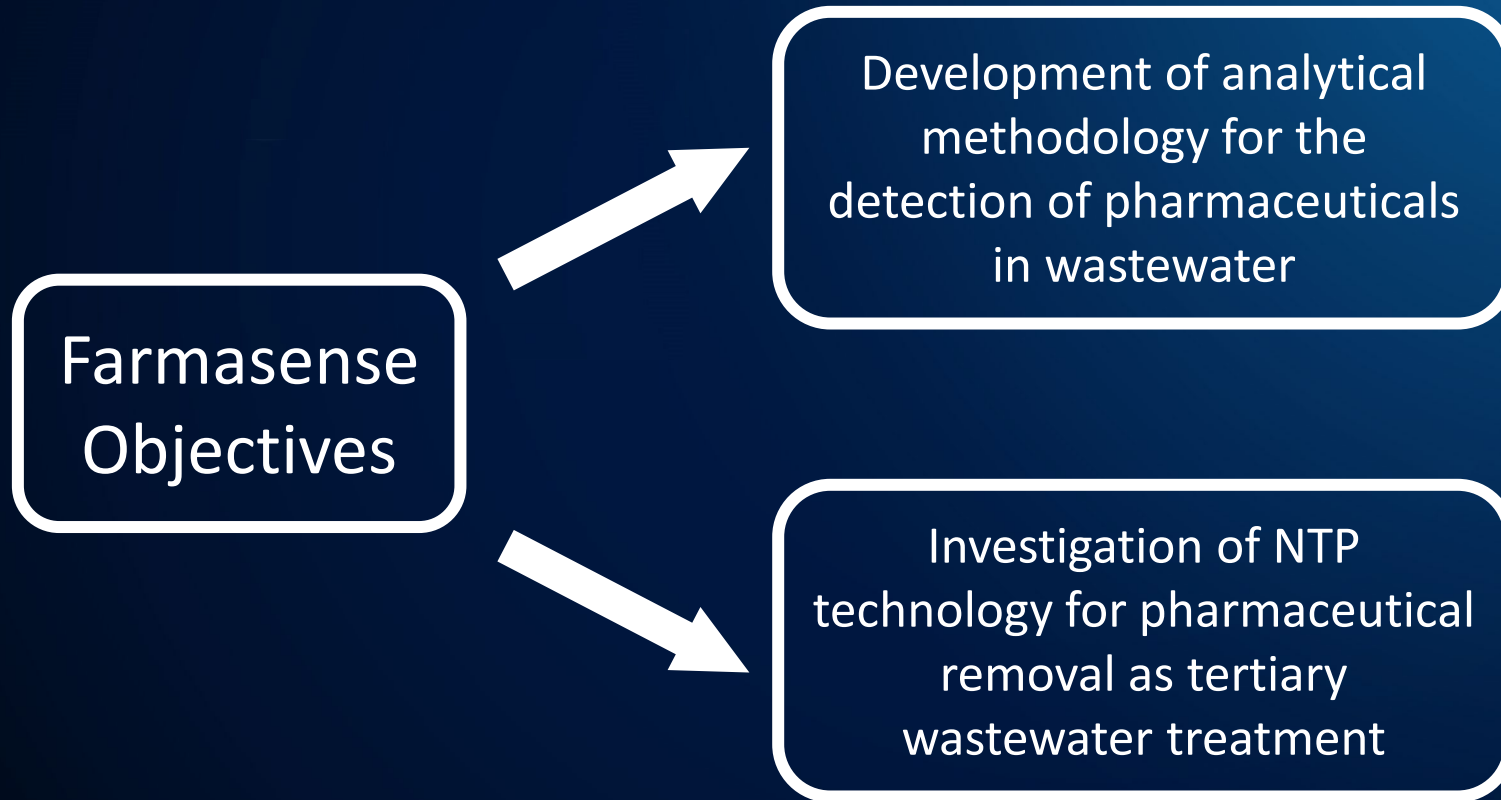 Farmasense
Objectives
Development of analytical
methodology for the
detection of pharmaceuticals
in wastewater
Investigation of NTP
technology for pharmaceutical
removal as tertiary
wastewater treatment